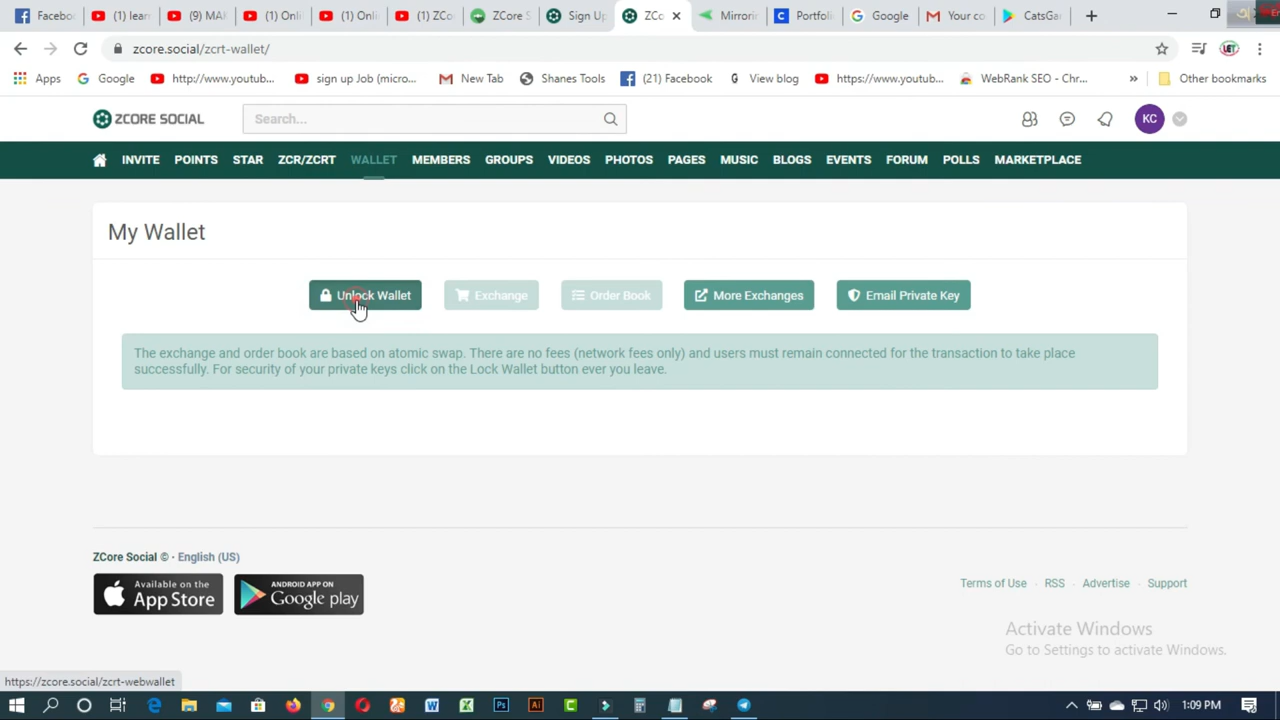 Facebo
(1) learn
(9) MAI
(1) Onli
(1) Onli
(1) ZCo
ZCore S
Sign Up
ZCo
Mirrorin
Portfoli
Google
Your co
CatsGar
zcore.social/zcrt-wallet/
Apps
Google
http://www.youtub...
sign up Job (micro...
New Tab
Shanes Tools
(21) Facebook
View blog
https://www.youtub...
WebRank SEO - Chr...
»
Other bookmarks
ZCORE SOCIAL
Search...
KC
INVITE
POINTS
STAR
ZCR/ZCRT
WALLET
MEMBERS
GROUPS
VIDEOS
PHOTOS
PAGES
MUSIC
BLOGS
EVENTS
FORUM
POLLS
MARKETPLACE
My Wallet
Unlock Wallet
Exchange
Order Book
More Exchanges
Email Private Key
The exchange and order book are based on atomic swap. There are no fees (network fees only) and users must remain connected for the transaction to take place
successfully. For security of your private keys click on the Lock Wallet button ever you leave.
ZCore Social © · English (US)
Available on the
App Store
ANDROID APP ON
Google play
Terms of Use · RSS · Advertise · Support
Activate Windows
Go to Settings to activate Windows.
https://zcore.social/zcrt-webwallet
1:09 PM